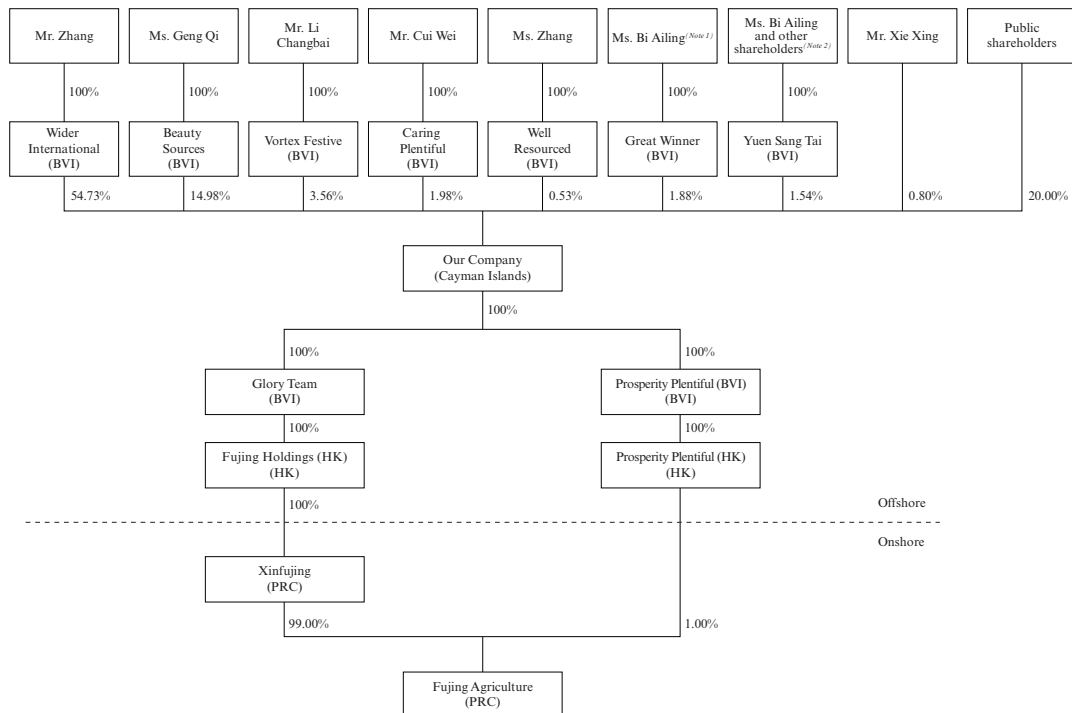 Mr. Zhang
Ms. Geng Qi
Mr. Li
Changbai
Mr. Cui Wei
Ms. Zhang
Ms. Bi Ailing(Note 1)
Ms. Bi Ailing
and other
shareholders(Note 2)
Mr. Xie Xing
Public
shareholders
100%
100%
100%
100%
100%
100%
100%
Wider
International
(BVI)
Beauty
Sources
(BVI)
Vortex Festive
(BVI)
Caring
Plentiful
(BVI)
Well
Resourced
(BVI)
Great Winner
(BVI)
Yuen Sang Tai
(BVI)
54.73%
14.98%
3.56%
1.98%
0.53%
1.88%
1.54%
0.80%
20.00%
Our Company
(Cayman Islands)
100%
100%
100%
Glory Team
(BVI)
Prosperity Plentiful (BVI)
(BVI)
100%
100%
Fujing Holdings (HK)
(HK)
Prosperity Plentiful (HK)
(HK)
100%
Offshore
Onshore
Xinfujing
(PRC)
99.00%
1.00%
Fujing Agriculture
(PRC)